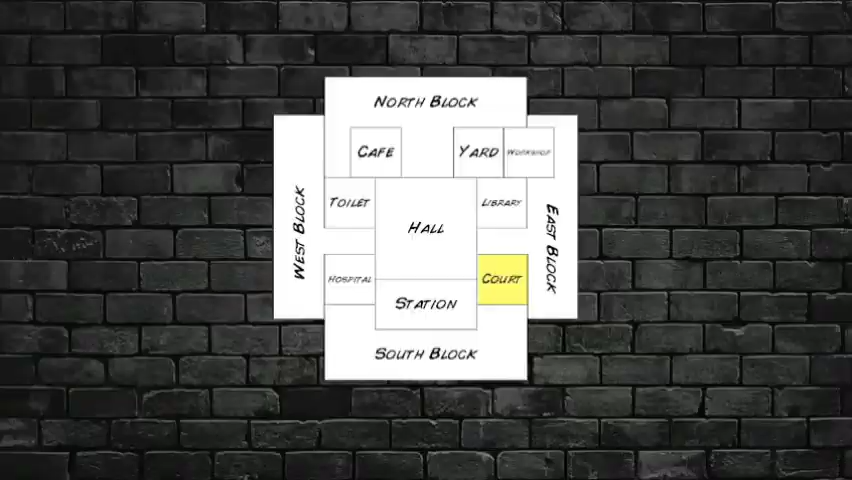 North Block
Cafe
Yard
Workshop
Toilet
Library
Hall
West Block
East Block
Hospital
Court
Station
South Block